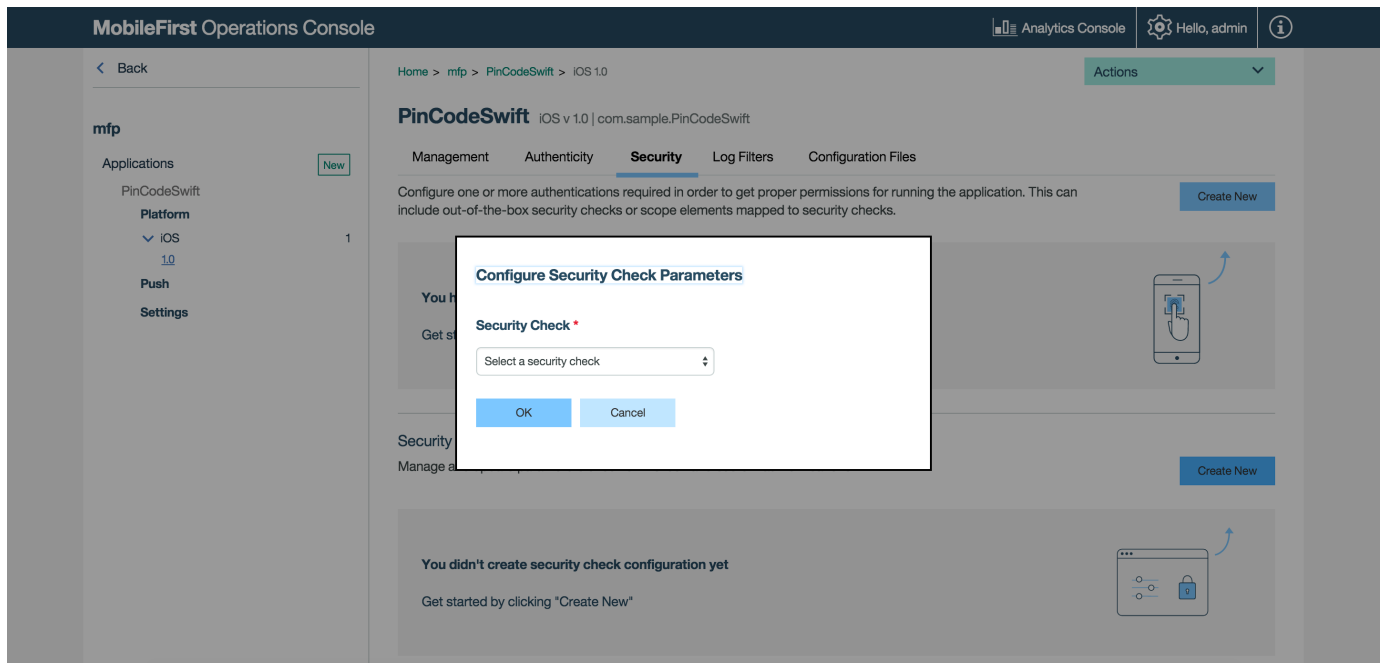 MobileFirst Operations Console
Analytics Console
Hello, admin
Back
mfp
Applications
New
PinCodeSwift
Platform
iOS
1
1.0
Push
Settings
Home > mfp > PinCodeSwift > iOS 1.0
Actions
PinCodeSwift iOS v 1.0 | com.sample.PinCodeSwift
Management Authenticity Security Log Filters Configuration Files
Configure one or more authentications required in order to get proper permissions for running the application. This can
include out-of-the-box security checks or scope elements mapped to security checks.
Create New
You h
Get st
Configure Security Check Parameters
Security Check *
Select a security check
OK Cancel
Security
Manage a
Create New
You didn't create security check configuration yet
Get started by clicking "Create New"